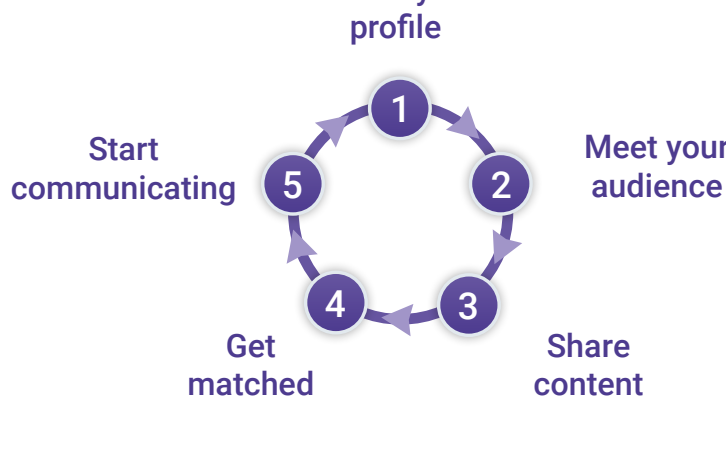 profile
1
Meet your
audience
2
Share
content
3
Get
matched
4
Start
communicating
5